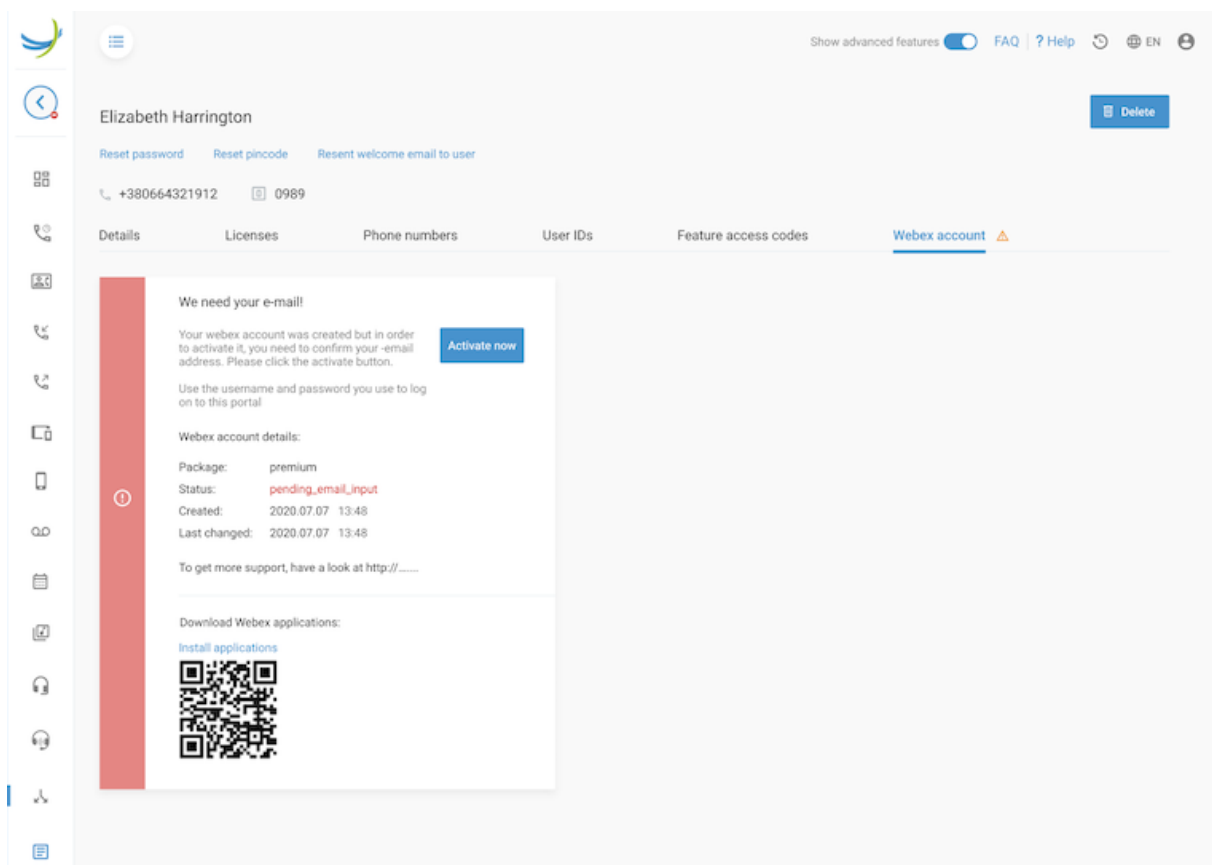 Show advanced features FAQ ? Help EN
Elizabeth Harrington
Delete
Reset password Reset pincode Resent welcome email to user
+380664321912 0989
Details Licenses Phone numbers User IDs Feature access codes Webex account
We need your e-mail!
Your webex account was created but in order
to activate it, you need to confirm your -email
address. Please click the activate button.
Activate now
Use the username and password you use to log
on to this portal
Webex account details:
Package: premium
Status: pending_email_input
Created: 2020.07.07 13:48
Last changed: 2020.07.07 13:48
To get more support, have a look at http://.......
Download Webex applications:
Install applications